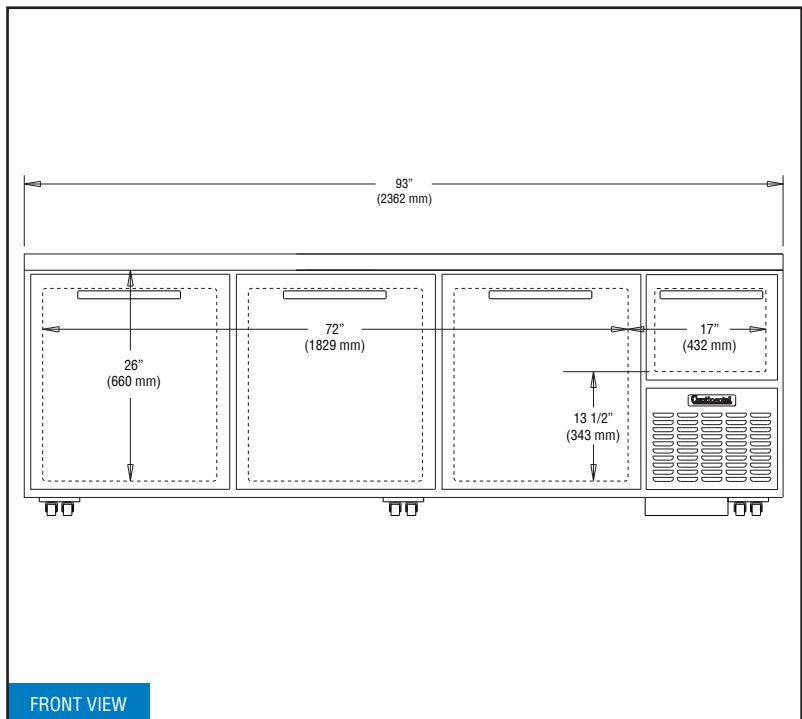 93”
(2362 mm)
72”
(1829 mm)
17”
(432 mm)
26”
(660 mm)
13 1/2”
(343 mm)
Continental
FRONT VIEW